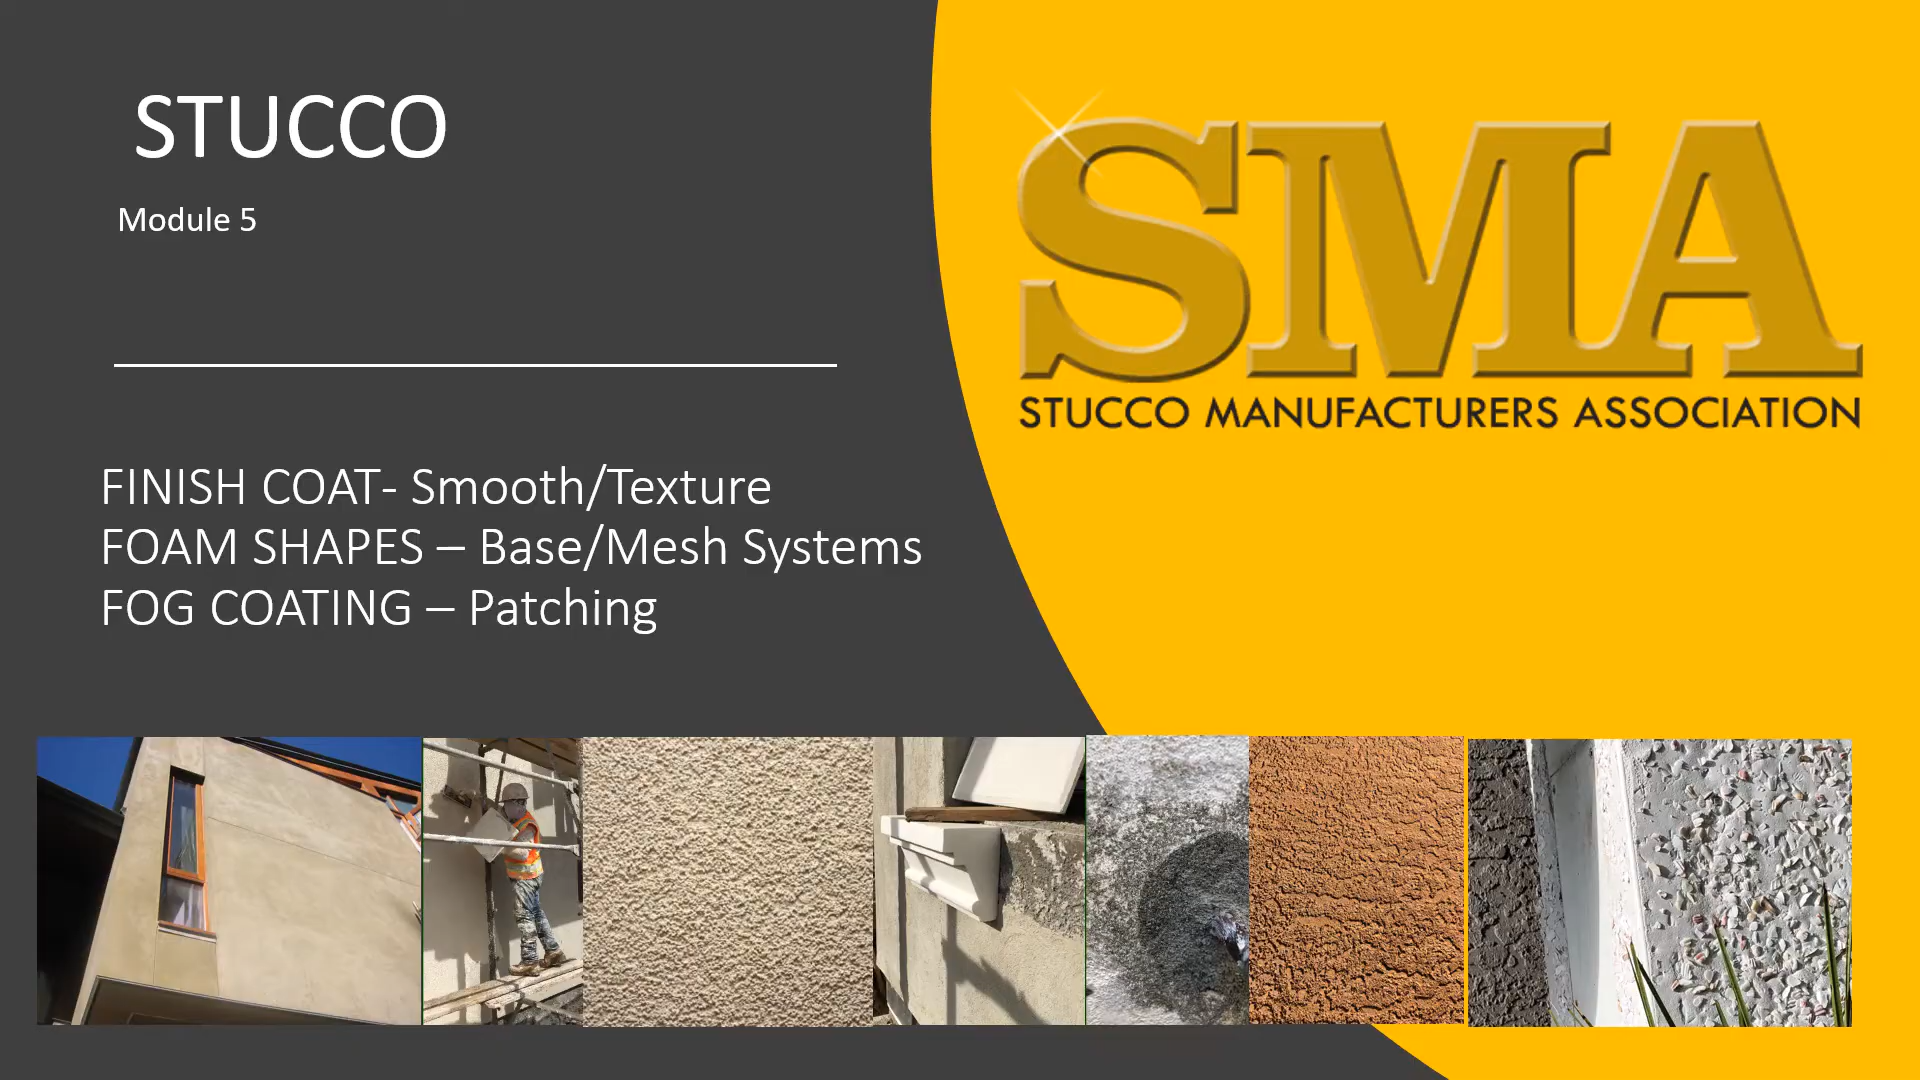 STUCCO
Module 5
SMA
STUCCO MANUFACTURERS ASSOCIATION
FINISH COAT- Smooth/Texture
FOAM SHAPES – Base/Mesh Systems
FOG COATING – Patching